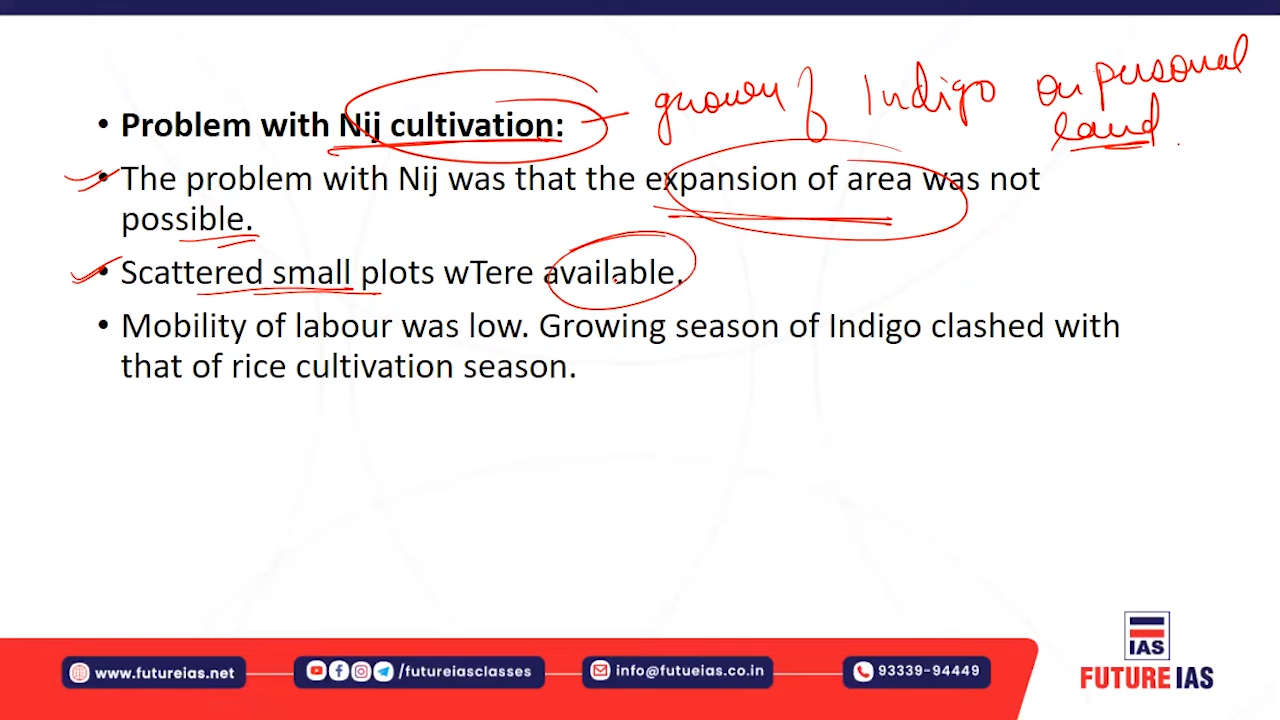 • Problem with Nij cultivation: - grown of Indigo on personal
land.
• The problem with Nij was that the expansion of area was not
possible.
• Scattered small plots wTere available.
• Mobility of labour was low. Growing season of Indigo clashed with
that of rice cultivation season.
www.futureias.net
/futureiasclasses
info@futueias.co.in
93339-94449
IAS
FUTURE IAS